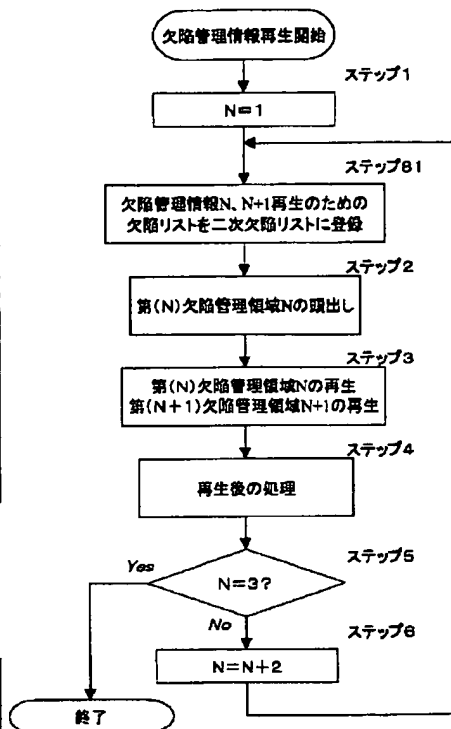 欠陥管理情報再生開始
ステップ1
N=1
ステップ81
欠陥管理情報N、N+1再生のための
欠陥リストを二次欠陥リストに登録
ステップ2
第(N)欠陥管理領域Nの頭出し
ステップ3
第(N)欠陥管理領域Nの再生
第(N+1)欠陥管理領域N+1の再生
ステップ4
再生後の処理
ステップ5
Yes
N=3?
No
ステップ6
N=N+2
終了